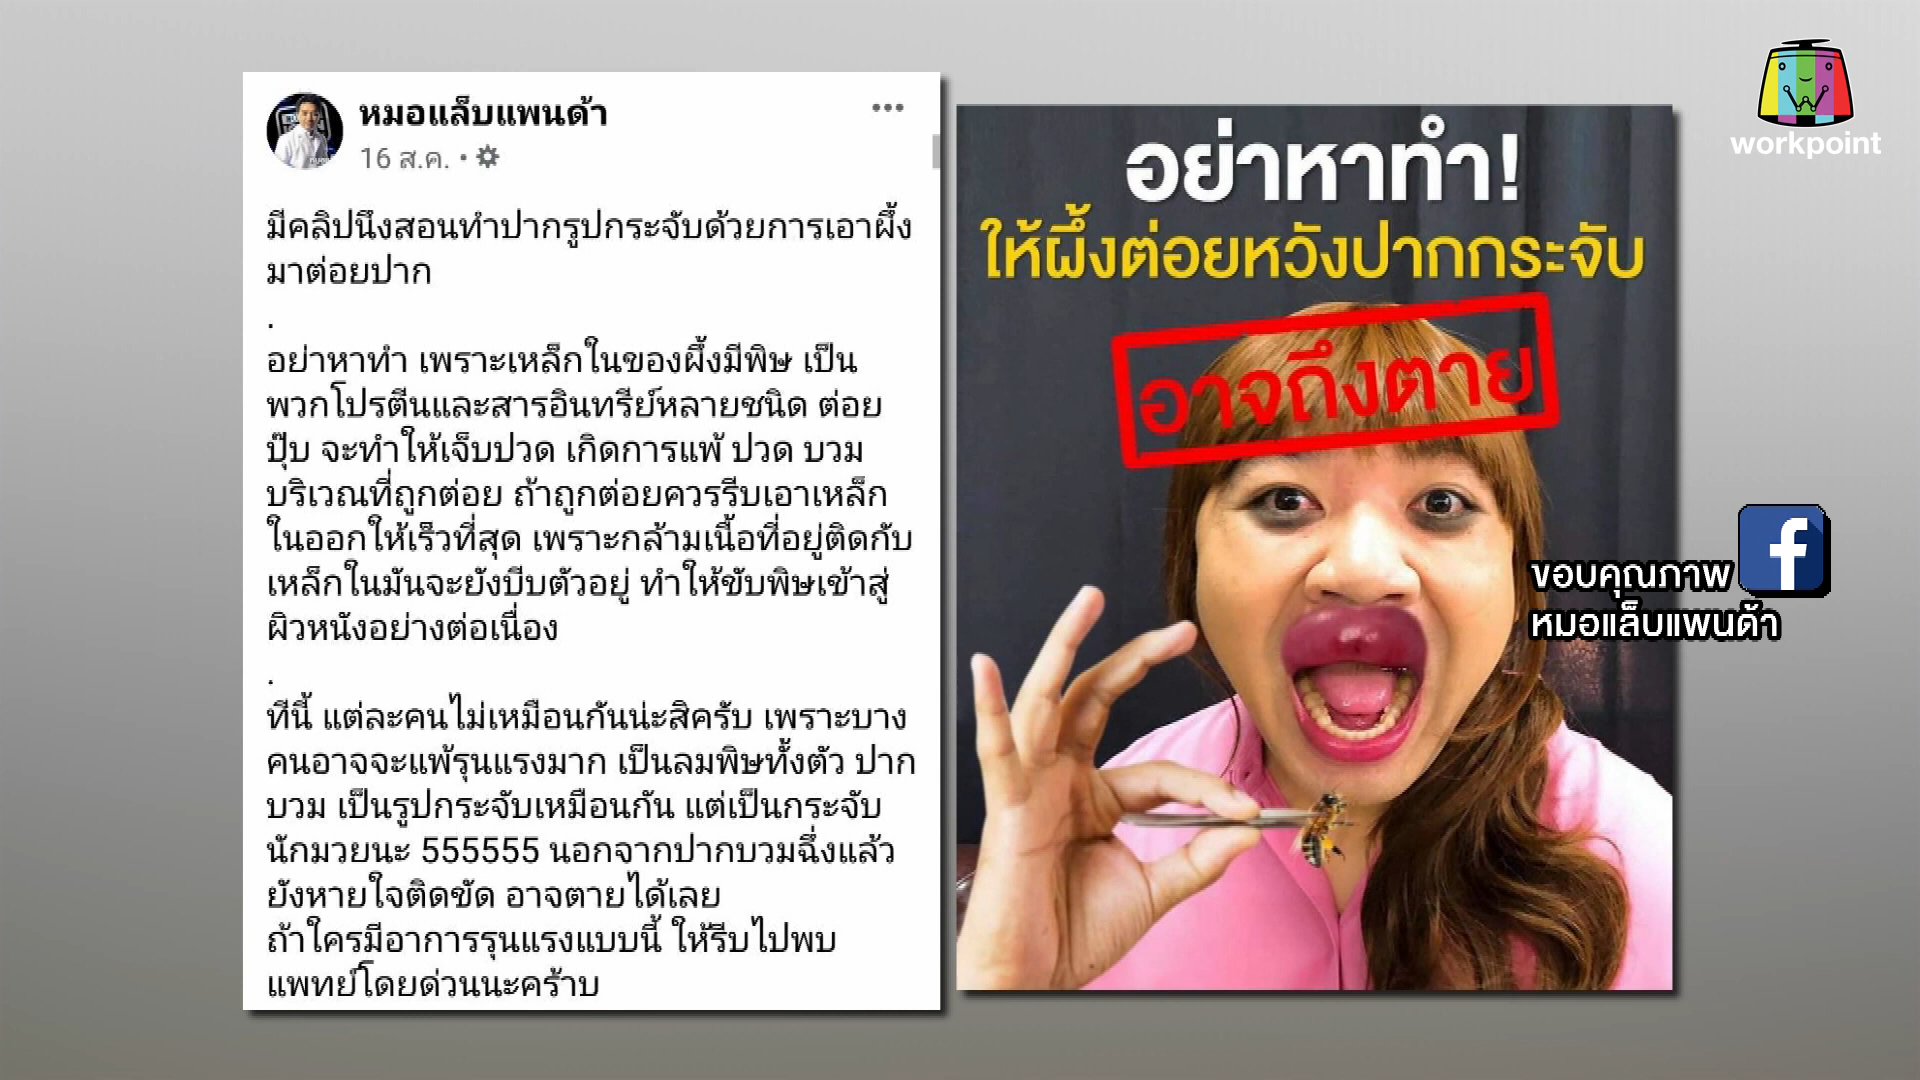 หมอแล็บแพนด้า
16 ส.ค.
มีคลิปนึงสอนทำปากรูปกระจับด้วยการเอาผึ้ง
มาต่อยปาก
.
อย่าหาทำ เพราะเหล็กในของผึ้งมีพิษ เป็น
พวกโปรตีนและสารอินทรีย์หลายชนิด ต่อย
ปุ๊บ จะทำให้เจ็บปวด เกิดการแพ้ ปวด บวม
บริเวณที่ถูกต่อย ถ้าถูกต่อยควรรีบเอาเหล็ก
ในออกให้เร็วที่สุด เพราะกล้ามเนื้อที่อยู่ติดกับ
เหล็กในมันจะยังบีบตัวอยู่ ทำให้ขับพิษเข้าสู่
ผิวหนังอย่างต่อเนื่อง
.
ทีนี้ แต่ละคนไม่เหมือนกันน่ะสิครับ เพราะบาง
คนอาจจะแพ้รุนแรงมาก เป็นลมพิษทั้งตัว ปาก
บวม เป็นรูปกระจับเหมือนกัน แต่เป็นกระจับ
นักมวยนะ 555555 นอกจากปากบวมฉึ่งแล้ว
ยังหายใจติดขัด อาจตายได้เลย
ถ้าใครมีอาการรุนแรงแบบนี้ ให้รีบไปพบ
แพทย์โดยด่วนนะคร้าบ
อย่าหาทำ!
ให้ผึ้งต่อยหวังปากกระจับ
อาจถึงตาย
workpoint
ขอบคุณภาพ
หมอแล็บแพนด้า